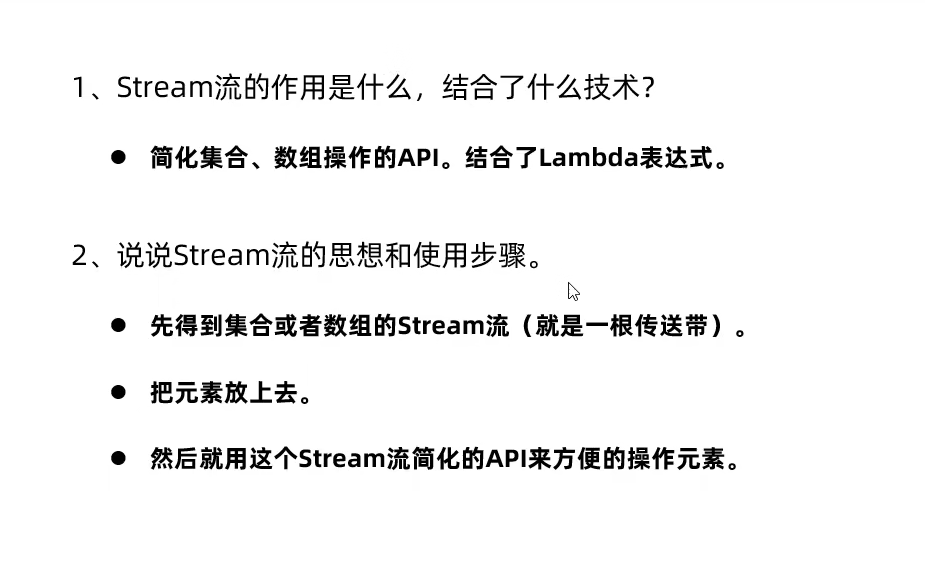 1、Stream流的作用是什么，结合了什么技术？
● 简化集合、数组操作的API。结合了Lambda表达式。
2、说说Stream流的思想和使用步骤。
● 先得到集合或者数组的Stream流（就是一根传送带）。
● 把元素放上去。
● 然后就用这个Stream流简化的API来方便的操作元素。